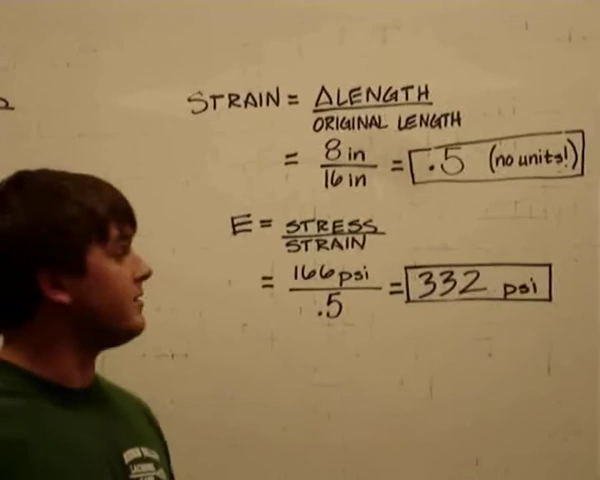 STRAIN = ΔLENGTH / ORIGINAL LENGTH
= 8 in / 16 in = .5 (no units!)
E = STRESS / STRAIN
= 166 psi / .5 = 332 psi